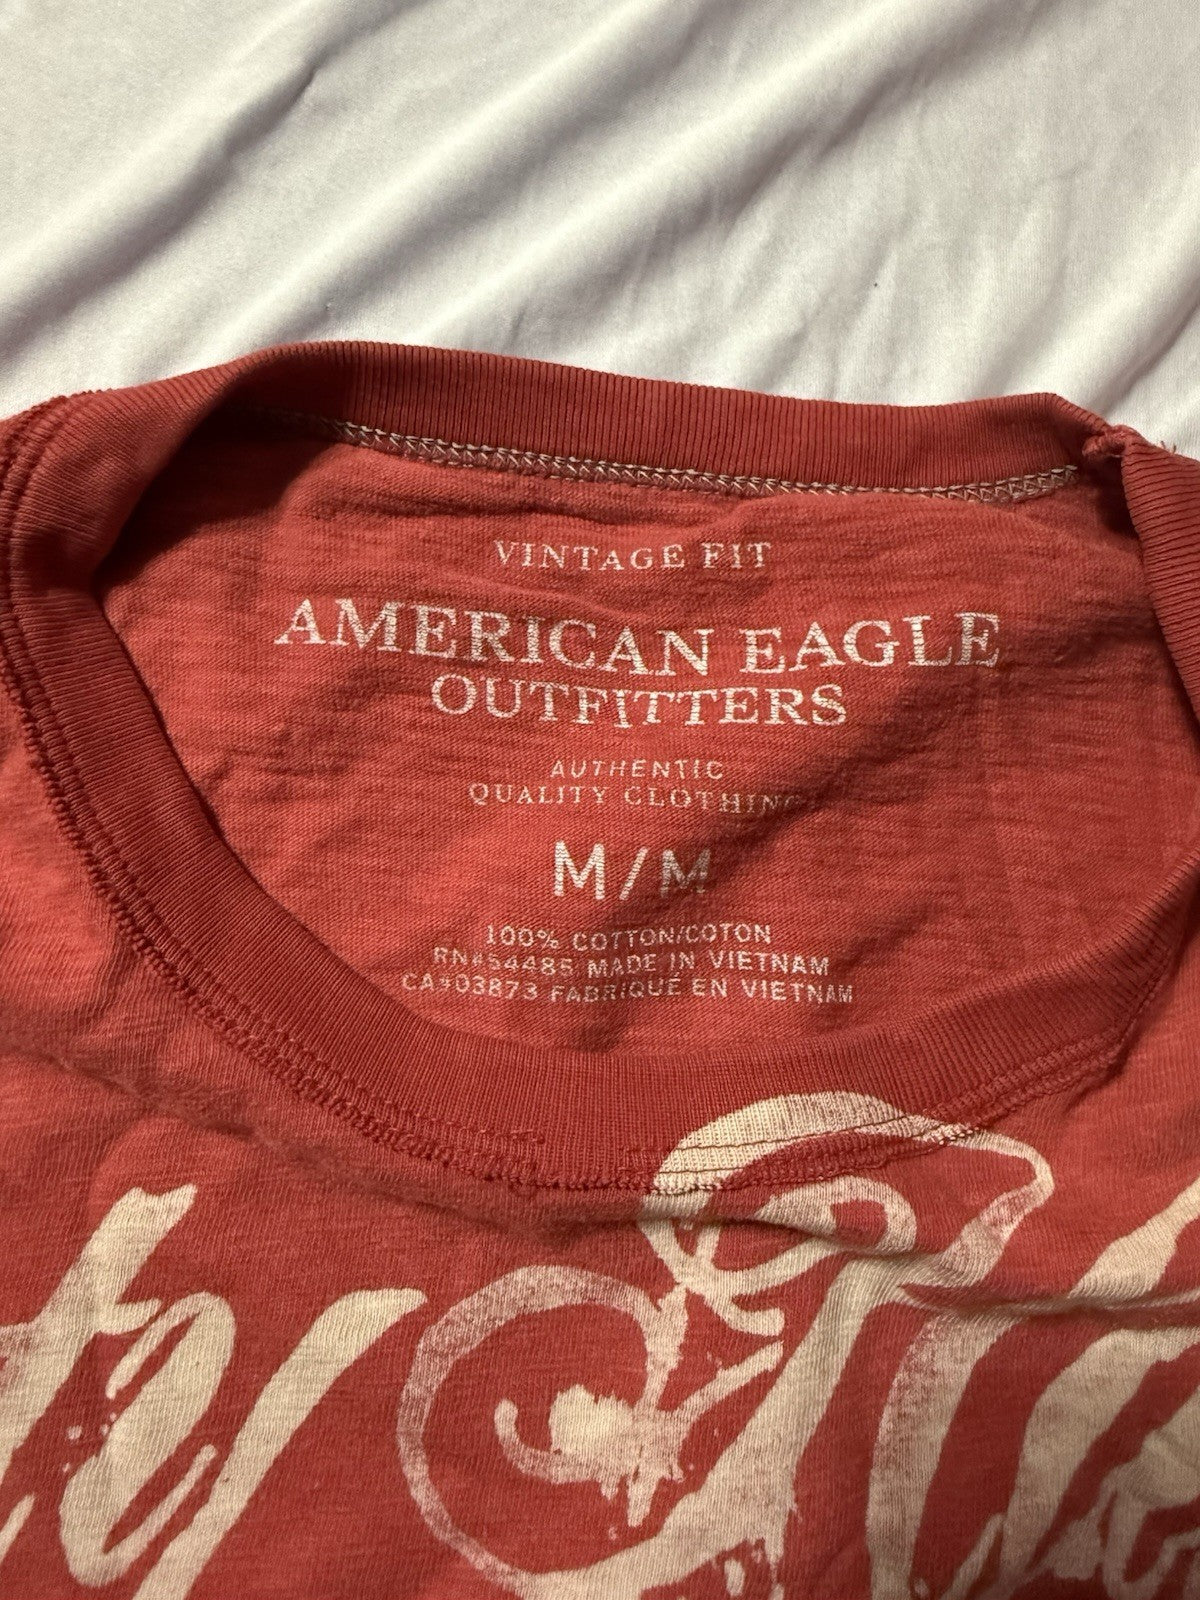 VINTAGE FIT
AMERICAN EAGLE
OUTFITTERS
AUTHENTIC
QUALITY CLOTHING
M/M
100% COTTON/COTON
RN#54485 MADE IN VIETNAM
CA#03873 FABRIQUÉ EN VIETNAM